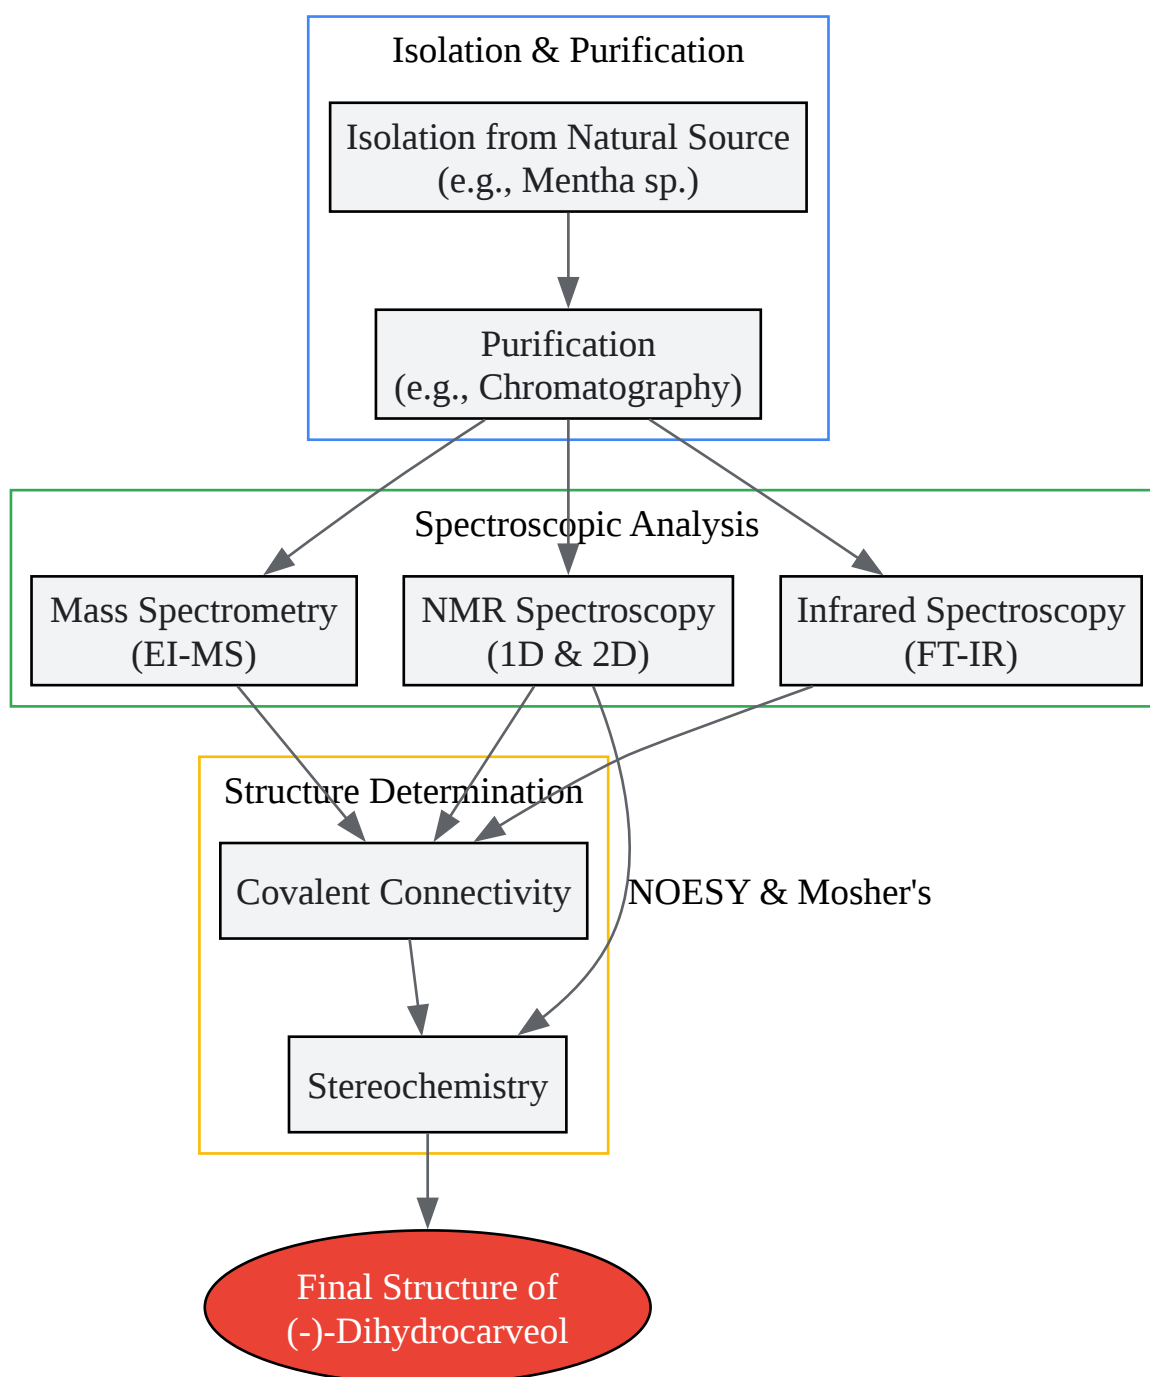 Isolation & Purification
Isolation from Natural Source
(e.g., Mentha sp.)
Purification
(e.g., Chromatography)
Spectroscopic Analysis
Mass Spectrometry
(EI-MS)
NMR Spectroscopy
(1D & 2D)
Infrared Spectroscopy
(FT-IR)
Structure Determination
Covalent Connectivity
NOESY & Mosher's
Stereochemistry
Final Structure of
(-)-Dihydrocarveol